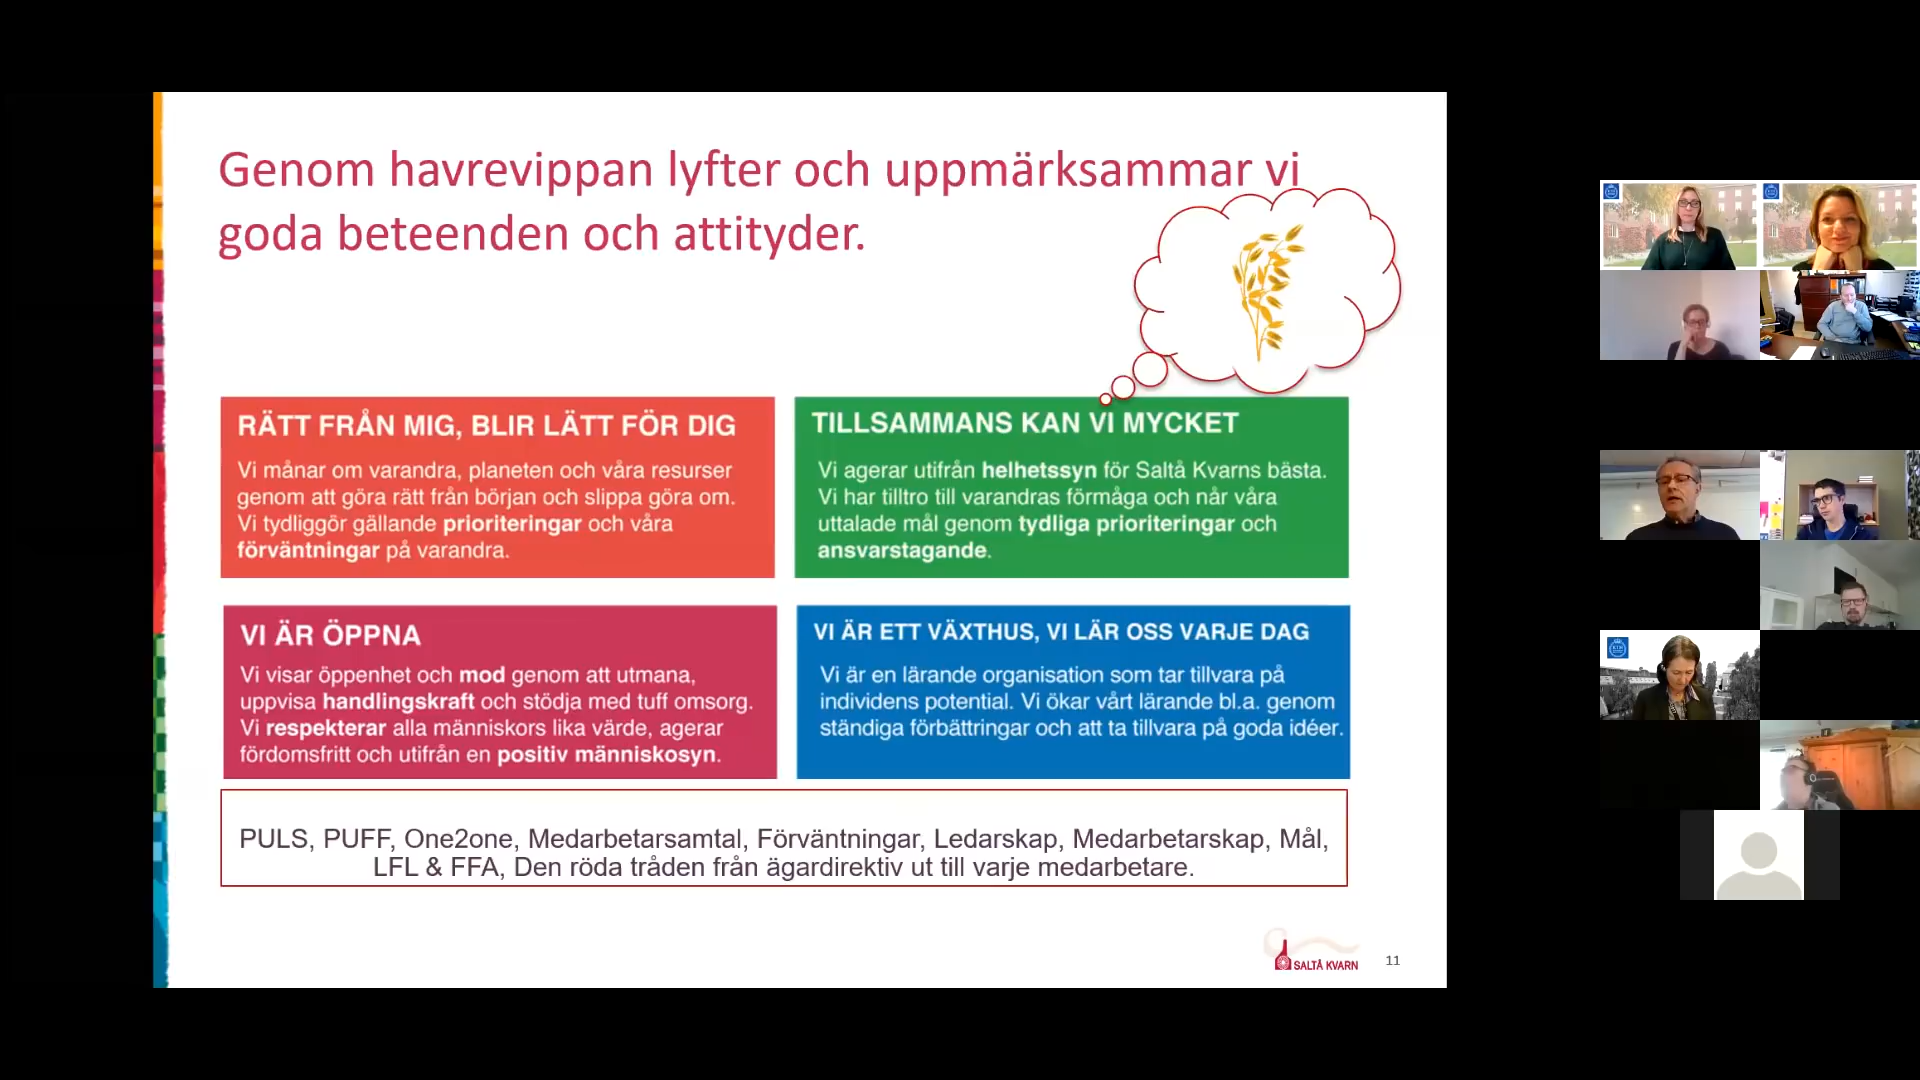 Genom havrevippan lyfter och uppmärksammar vi
goda beteenden och attityder.
RÄTT FRÅN MIG, BLIR LÄTT FÖR DIG
Vi månar om varandra, planeten och våra resurser
genom att göra rätt från början och slippa göra om.
Vi tydliggör gällande prioriteringar och våra
förväntningar på varandra.
TILLSAMMANS KAN VI MYCKET
Vi agerar utifrån helhetssyn för Saltå Kvarns bästa.
Vi har tilltro till varandras förmåga och når våra
uttalade mål genom tydliga prioriteringar och
ansvarstagande.
VI ÄR ÖPPNA
Vi visar öppenhet och mod genom att utmana,
uppvisa handlingskraft och stödja med tuff omsorg.
Vi respekterar alla människors lika värde, agerar
fördomsfritt och utifrån en positiv människosyn.
VI ÄR ETT VÄXTHUS, VI LÄR OSS VARJE DAG
Vi är en lärande organisation som tar tillvara på
individens potential. Vi ökar vårt lärande bl.a. genom
ständiga förbättringar och att ta tillvara på goda idéer.
PULS, PUFF, One2one, Medarbetarsamtal, Förväntningar, Ledarskap, Medarbetarskap, Mål,
LFL & FFA, Den röda tråden från ägardirektiv ut till varje medarbetare.
SALTÅ KVARN
11
KTH